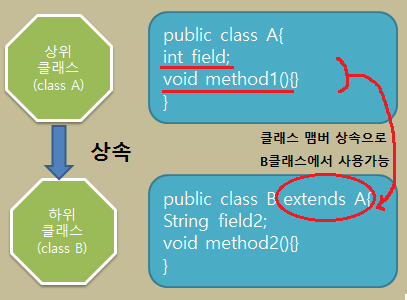 상위
클래스
(class A)
public class A{
int field;
void method1(){}
}
상속
클래스 맴버 상속으로
B클래스에서 사용가능
하위
클래스
(class B)
public class B extends A{
String field2;
void method2(){}
}